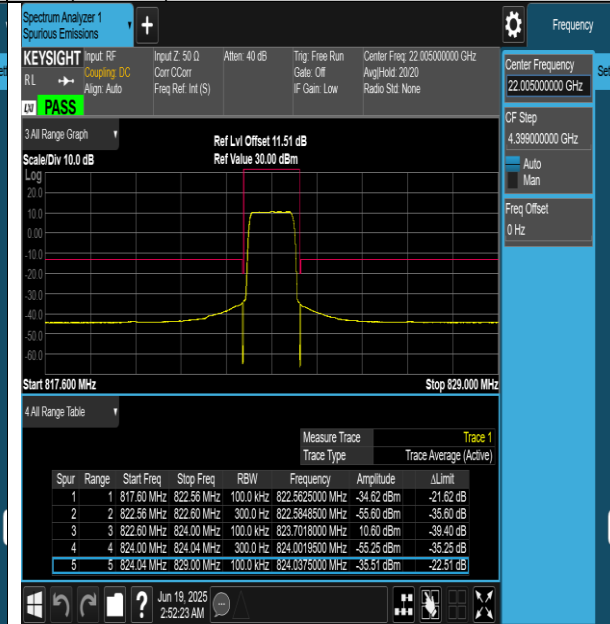 Spectrum Analyzer 1
Spurious Emissions
+
Frequency
KEYSIGHT Input: RF Input Z: 50 Ω Atten: 40 dB Trig: Free Run Center Freq: 22.005000000 GHz
RL Coupling: DC Corr CCorr Gate: Off Avg|Hold: 20/20
Align: Auto Freq Ref: Int (S) IF Gain: Low Radio Std: None
LXI PASS
Center Frequency
22.005000000 GHz
CF Step
4.399000000 GHz
Auto
Man
Freq Offset
0 Hz
3 All Range Graph
Ref Lvl Offset 11.51 dB
Scale/Div 10.0 dB Ref Value 30.00 dBm
Log
20.0
10.0
0.00
-10.0
-20.0
-30.0
-40.0
-50.0
-60.0
Start 817.600 MHz Stop 829.000 MHz
4 All Range Table
Measure Trace Trace 1
Trace Type Trace Average (Active)
Spur Range Start Freq Stop Freq RBW Frequency Amplitude ΔLimit
1 1 817.60 MHz 822.56 MHz 100.0 kHz 822.5625000 MHz -34.62 dBm -21.62 dB
2 2 822.56 MHz 822.60 MHz 300.0 Hz 822.5848500 MHz -55.60 dBm -35.60 dB
3 3 822.60 MHz 824.00 MHz 100.0 kHz 823.7018000 MHz 10.60 dBm -39.40 dB
4 4 824.00 MHz 824.04 MHz 300.0 Hz 824.0019500 MHz -55.25 dBm -35.25 dB
5 5 824.04 MHz 829.00 MHz 100.0 kHz 824.0375000 MHz -35.51 dBm -22.51 dB
?
Jun 19, 2025
2:52:23 AM